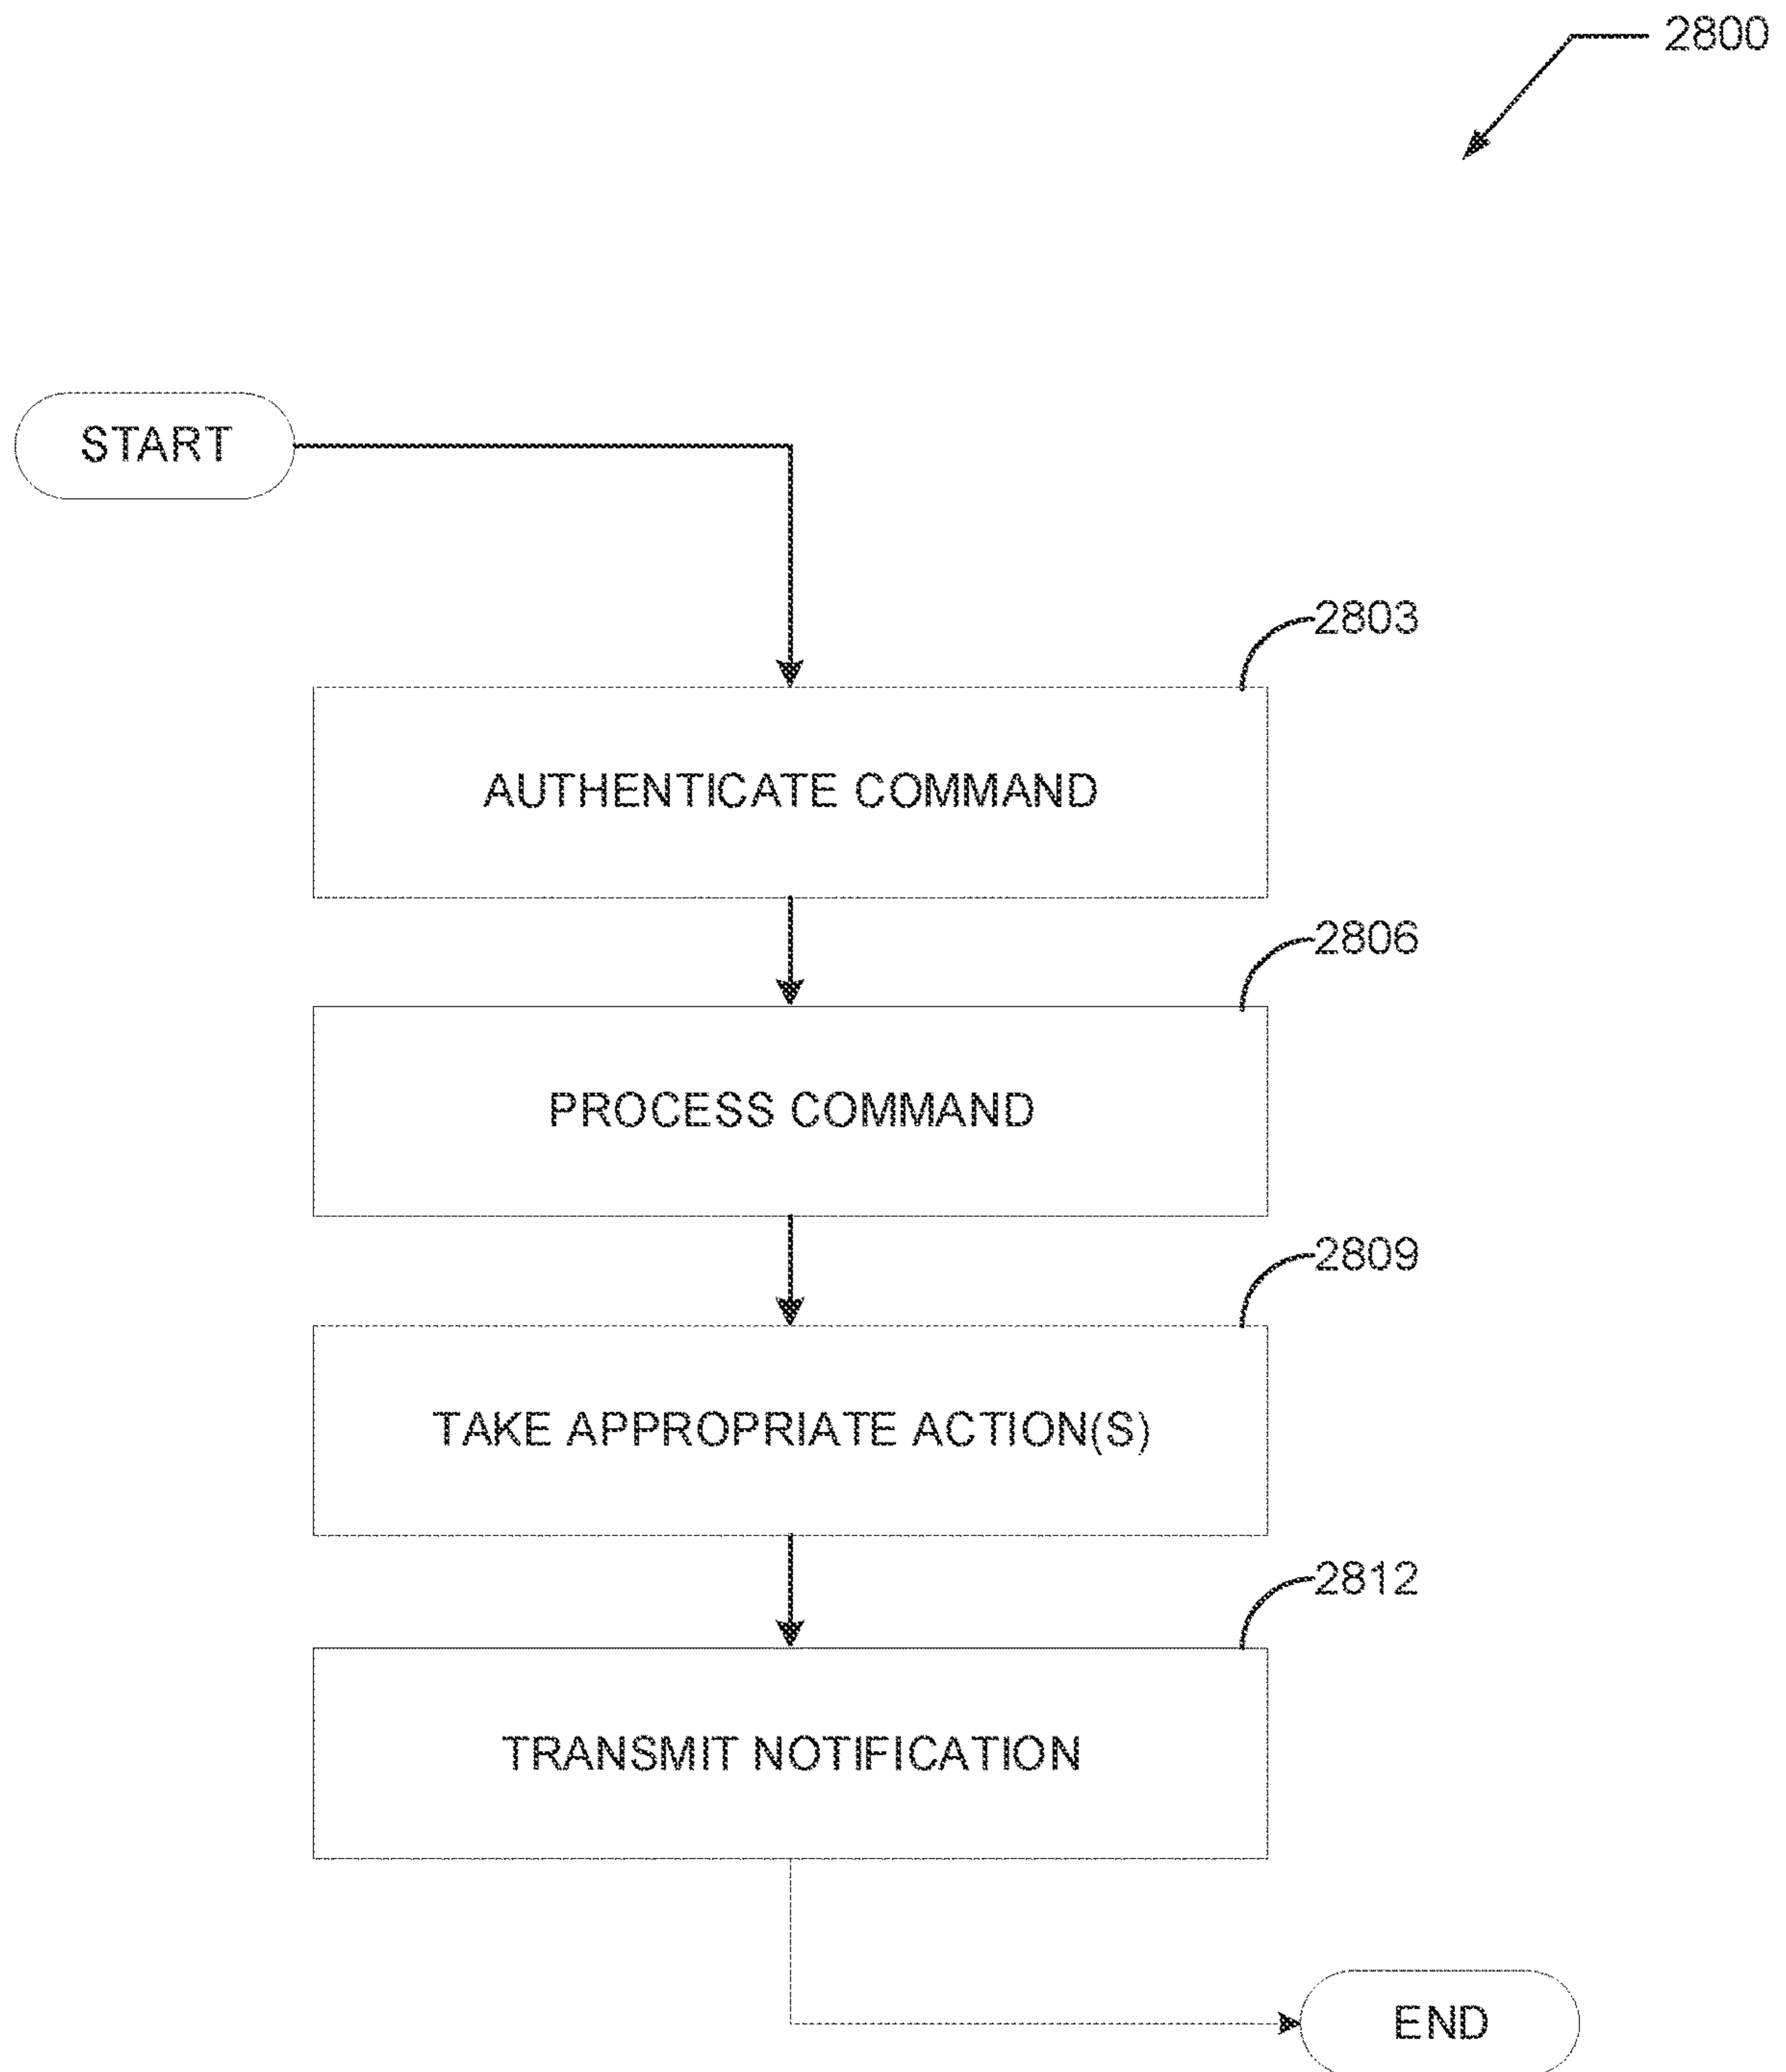 2800
START
2803
AUTHENTICATE COMMAND
2806
PROCESS COMMAND
2809
TAKE APPROPRIATE ACTION(S)
2812
TRANSMIT NOTIFICATION
END